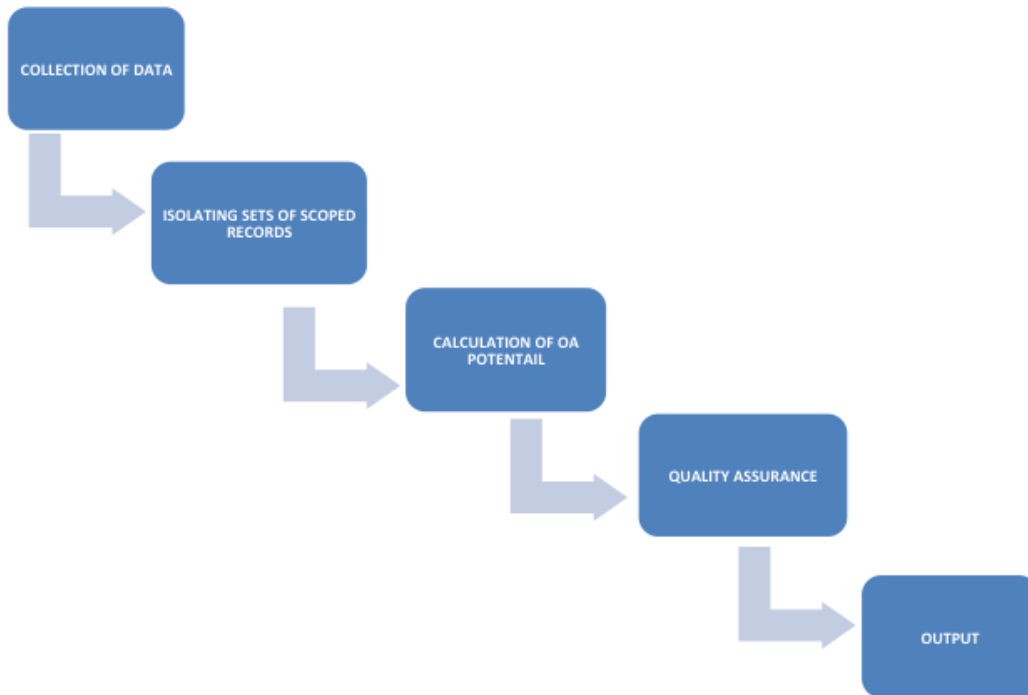 COLLECTION OF DATA
ISOLATING SETS OF SCOPED
RECORDS
CALCULATION OF OA
POTENTAIL
QUALITY ASSURANCE
OUTPUT